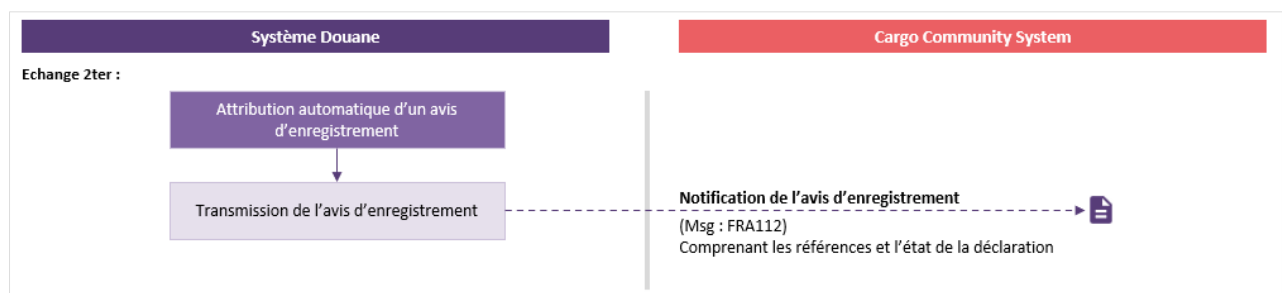 Système Douane
Cargo Community System
Echange 2ter :
Attribution automatique d’un avis
d’enregistrement
Transmission de l’avis d’enregistrement
Notification de l’avis d’enregistrement
(Msg : FRA112)
Comprenant les références et l’état de la déclaration